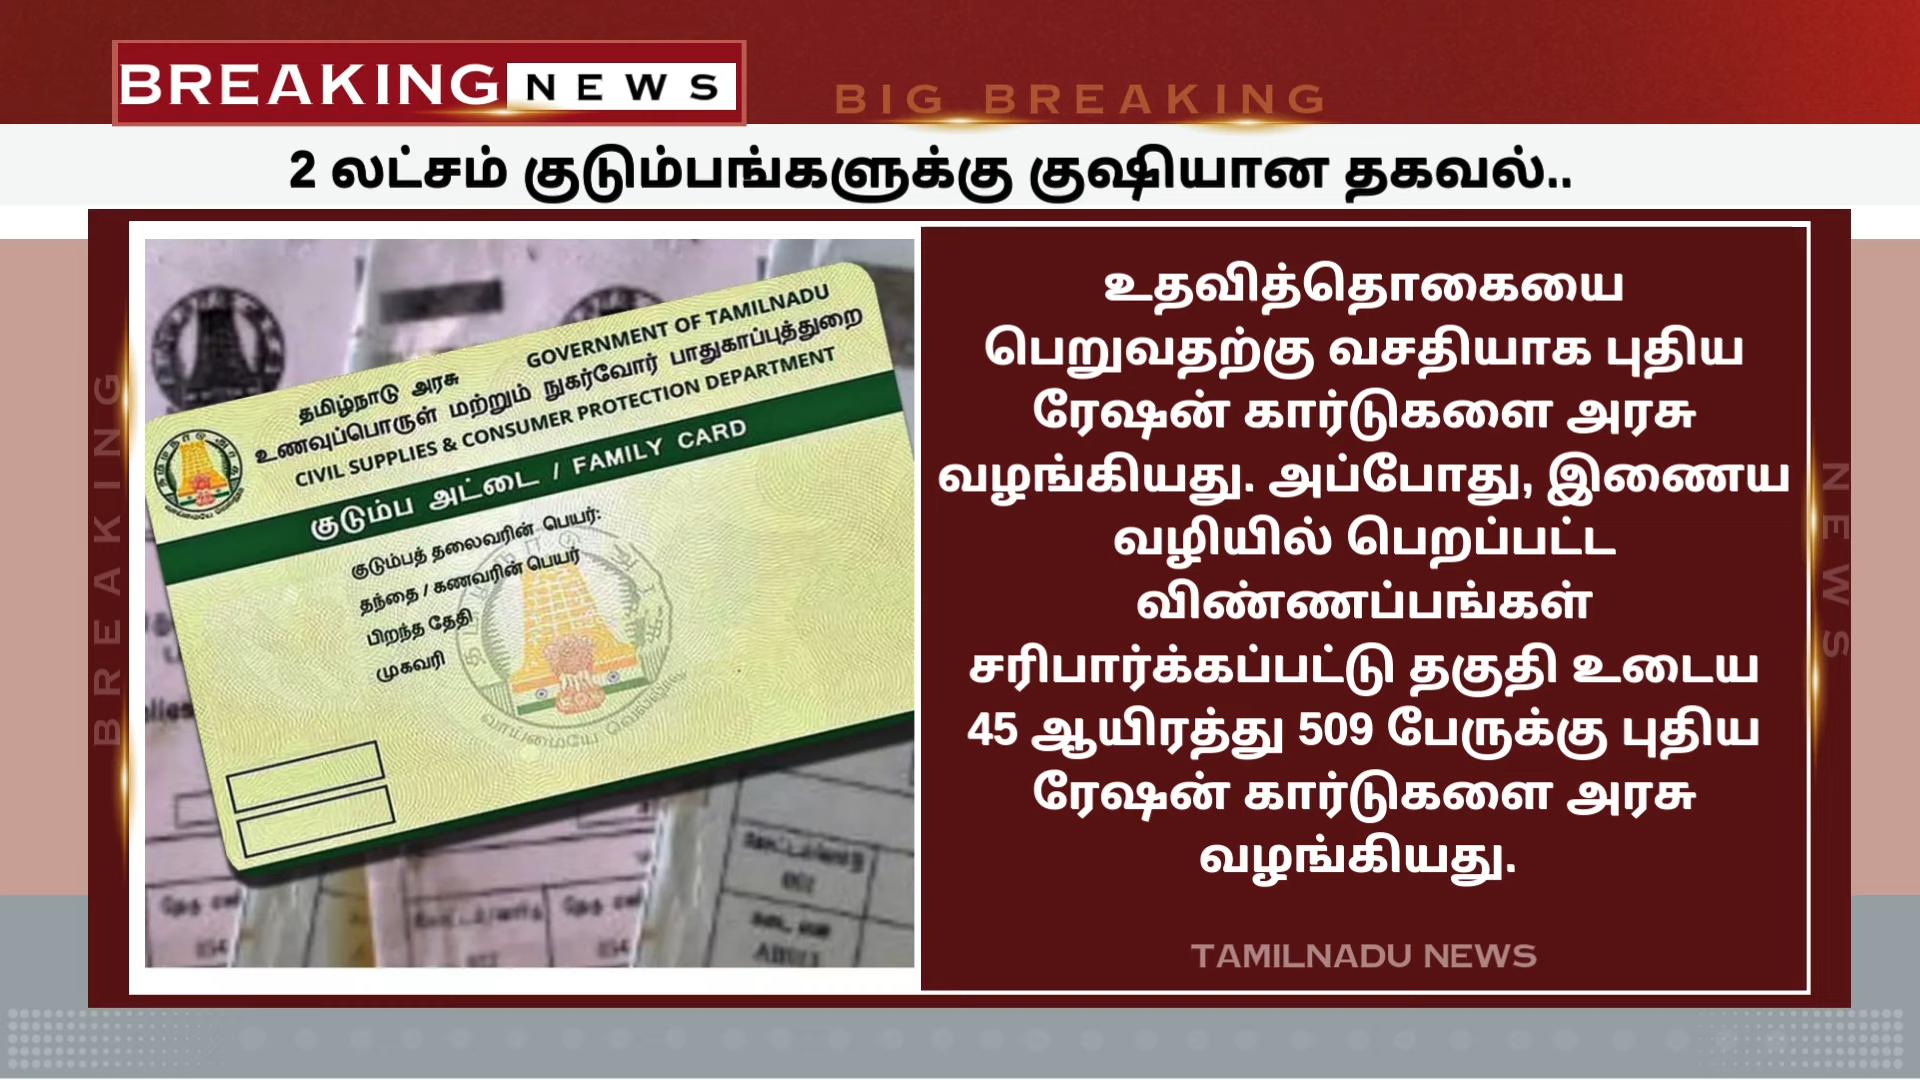 BREAKING NEWS
BIG BREAKING
2 லட்சம் குடும்பங்களுக்கு குஷியான தகவல்..
GOVERNMENT OF TAMILNADU
தமிழ்நாடு அரசு
உணவுப்பொருள் மற்றும் நுகர்வோர் பாதுகாப்புத்துறை
CIVIL SUPPLIES & CONSUMER PROTECTION DEPARTMENT
குடும்ப அட்டை / FAMILY CARD
குடும்பத் தலைவரின் பெயர்:
தந்தை / கணவரின் பெயர்
பிறந்த தேதி
முகவரி
உதவித்தொகையை
பெறுவதற்கு வசதியாக புதிய
ரேஷன் கார்டுகளை அரசு
வழங்கியது. அப்போது, இணைய
வழியில் பெறப்பட்ட
விண்ணப்பங்கள்
சரிபார்க்கப்பட்டு தகுதி உடைய
45 ஆயிரத்து 509 பேருக்கு புதிய
ரேஷன் கார்டுகளை அரசு
வழங்கியது.
TAMILNADU NEWS
BREAKING
NEWS